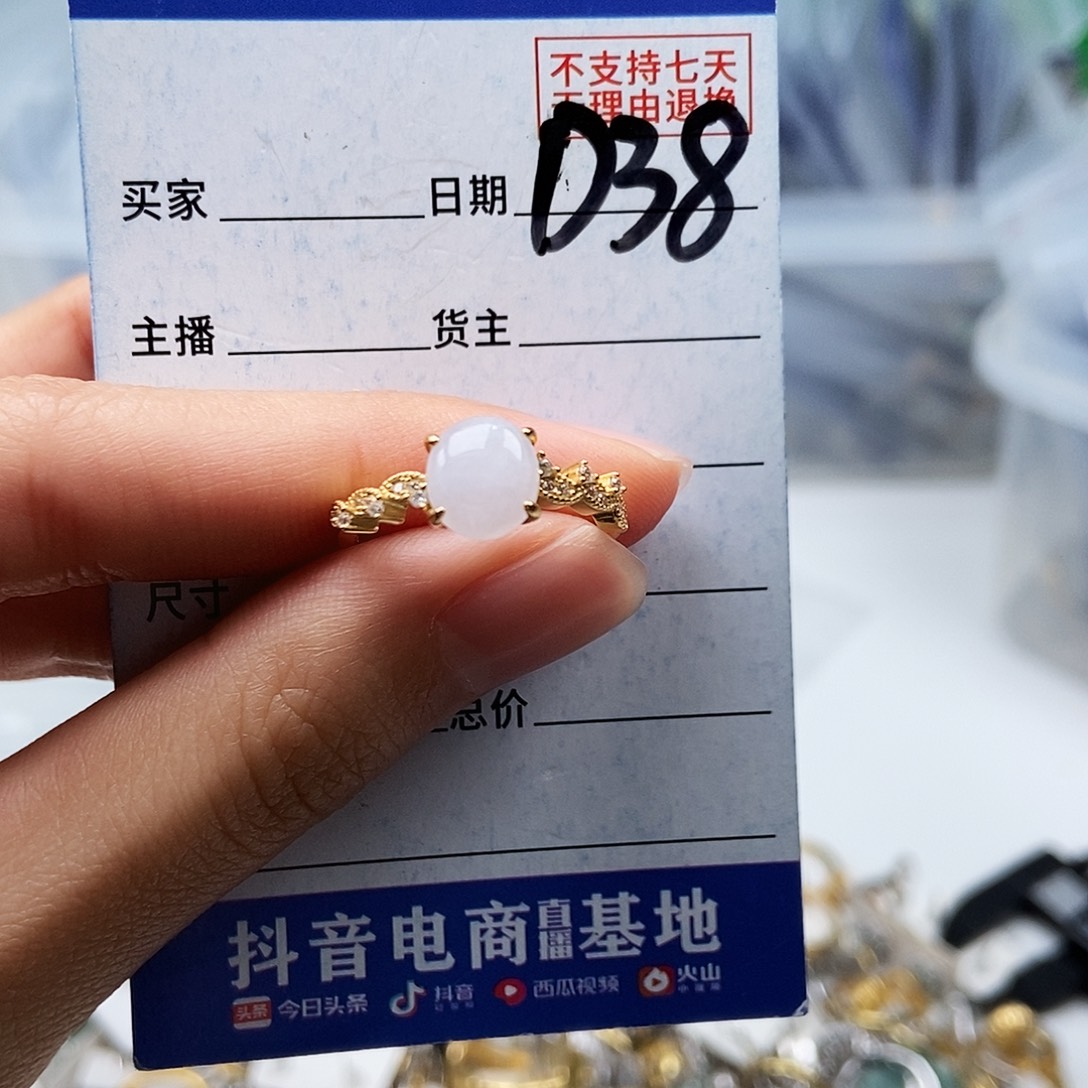 不支持七天
无理由退换
D38
买家 日期
主播 货主
尺寸
总价
抖音电商直播基地
头条 今日头条 抖音 西瓜视频 火山